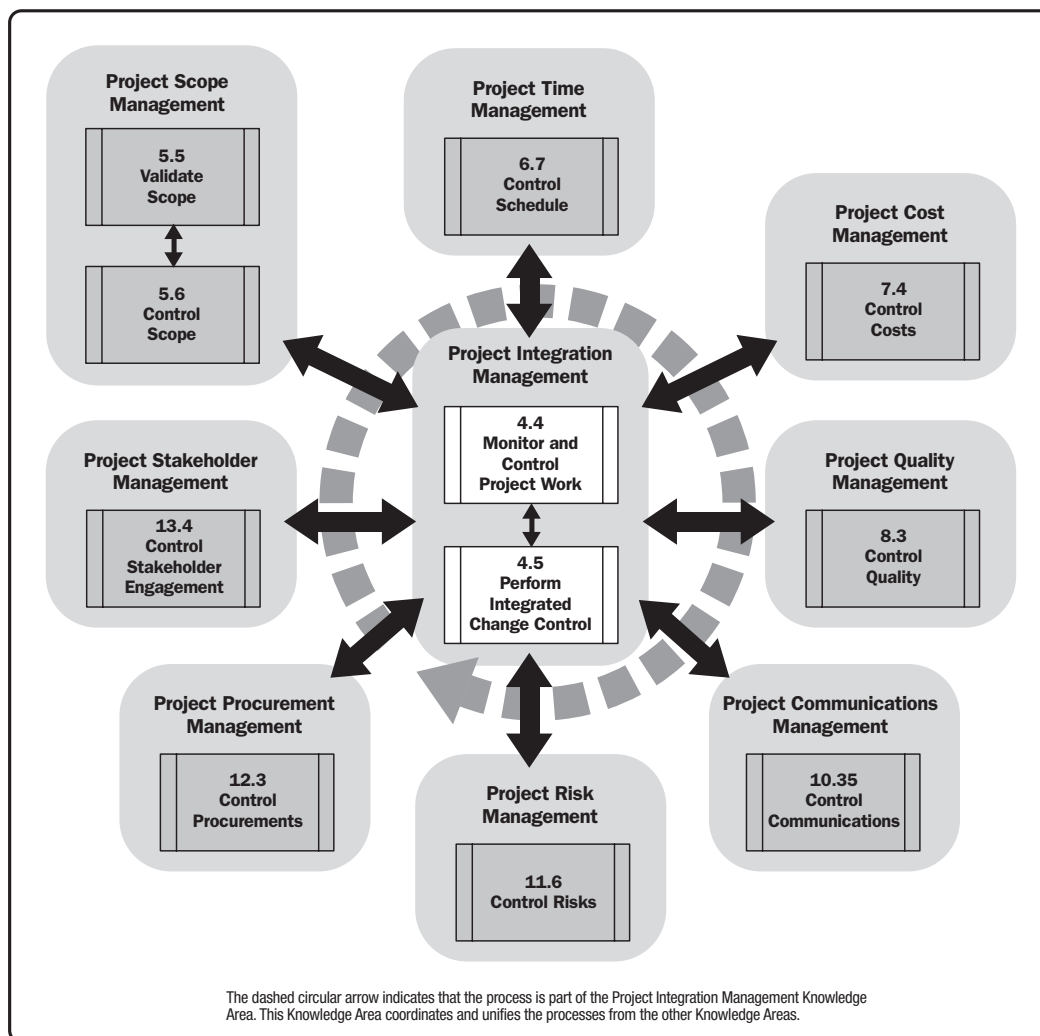 Project Scope
Management
5.5
Validate
Scope
5.6
Control
Scope
Project Time
Management
6.7
Control
Schedule
Project Cost
Management
7.4
Control
Costs
Project Integration
Management
4.4
Monitor and
Control
Project Work
4.5
Perform
Integrated
Change Control
Project Stakeholder
Management
13.4
Control
Stakeholder
Engagement
Project Quality
Management
8.3
Control
Quality
Project Procurement
Management
12.3
Control
Procurements
Project Risk
Management
11.6
Control Risks
Project Communications
Management
10.35
Control
Communications
The dashed circular arrow indicates that the process is part of the Project Integration Management Knowledge
Area. This Knowledge Area coordinates and unifies the processes from the other Knowledge Areas.